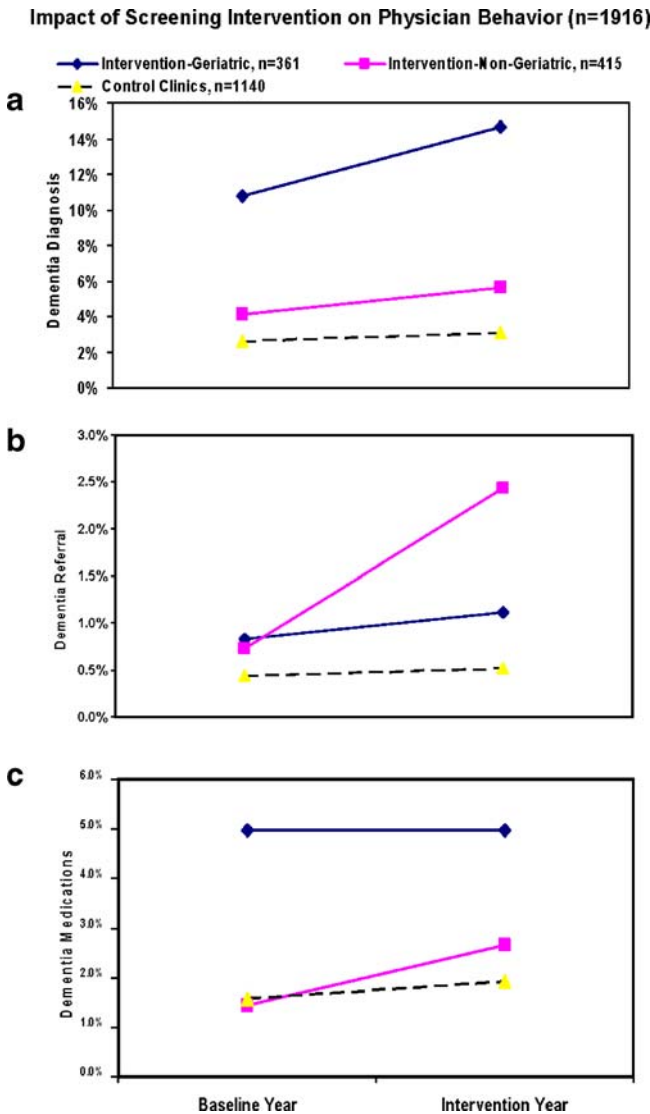 Impact of Screening Intervention on Physician Behavior (n=1916)
Intervention-Geriatric, n=361
Intervention-Non-Geriatric, n=415
Control Clinics, n=1140
a
16%
14%
12%
10%
8%
6%
4%
2%
0%
Dementia Diagnosis
b
3.0%
2.5%
2.0%
1.5%
1.0%
0.5%
0.0%
Dementia Referral
c
6.0%
5.0%
4.0%
3.0%
2.0%
1.0%
0.0%
Dementia Medications
Baseline Year
Intervention Year